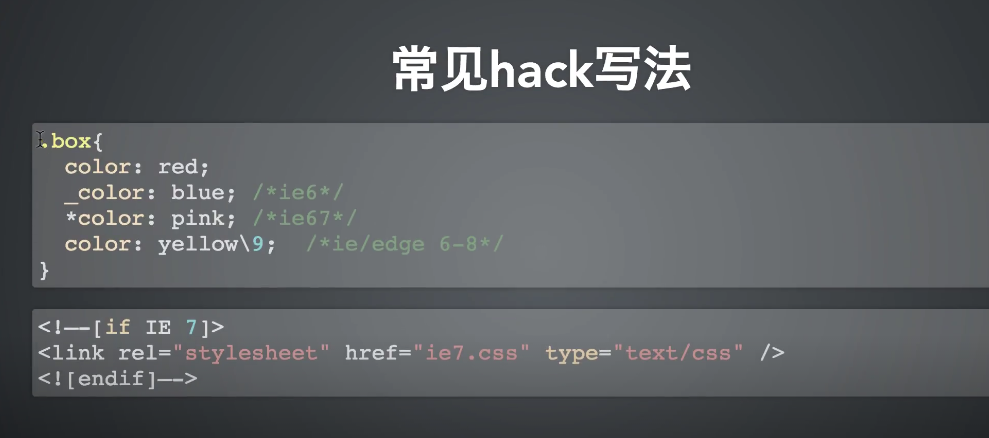 常见hack写法
.box{
color: red;
_color: blue; /*ie6*/
*color: pink; /*ie67*/
color: yellow\9; /*ie/edge 6-8*/
}
<!--[if IE 7]>
<link rel="stylesheet" href="ie7.css" type="text/css" />
<![endif]-->